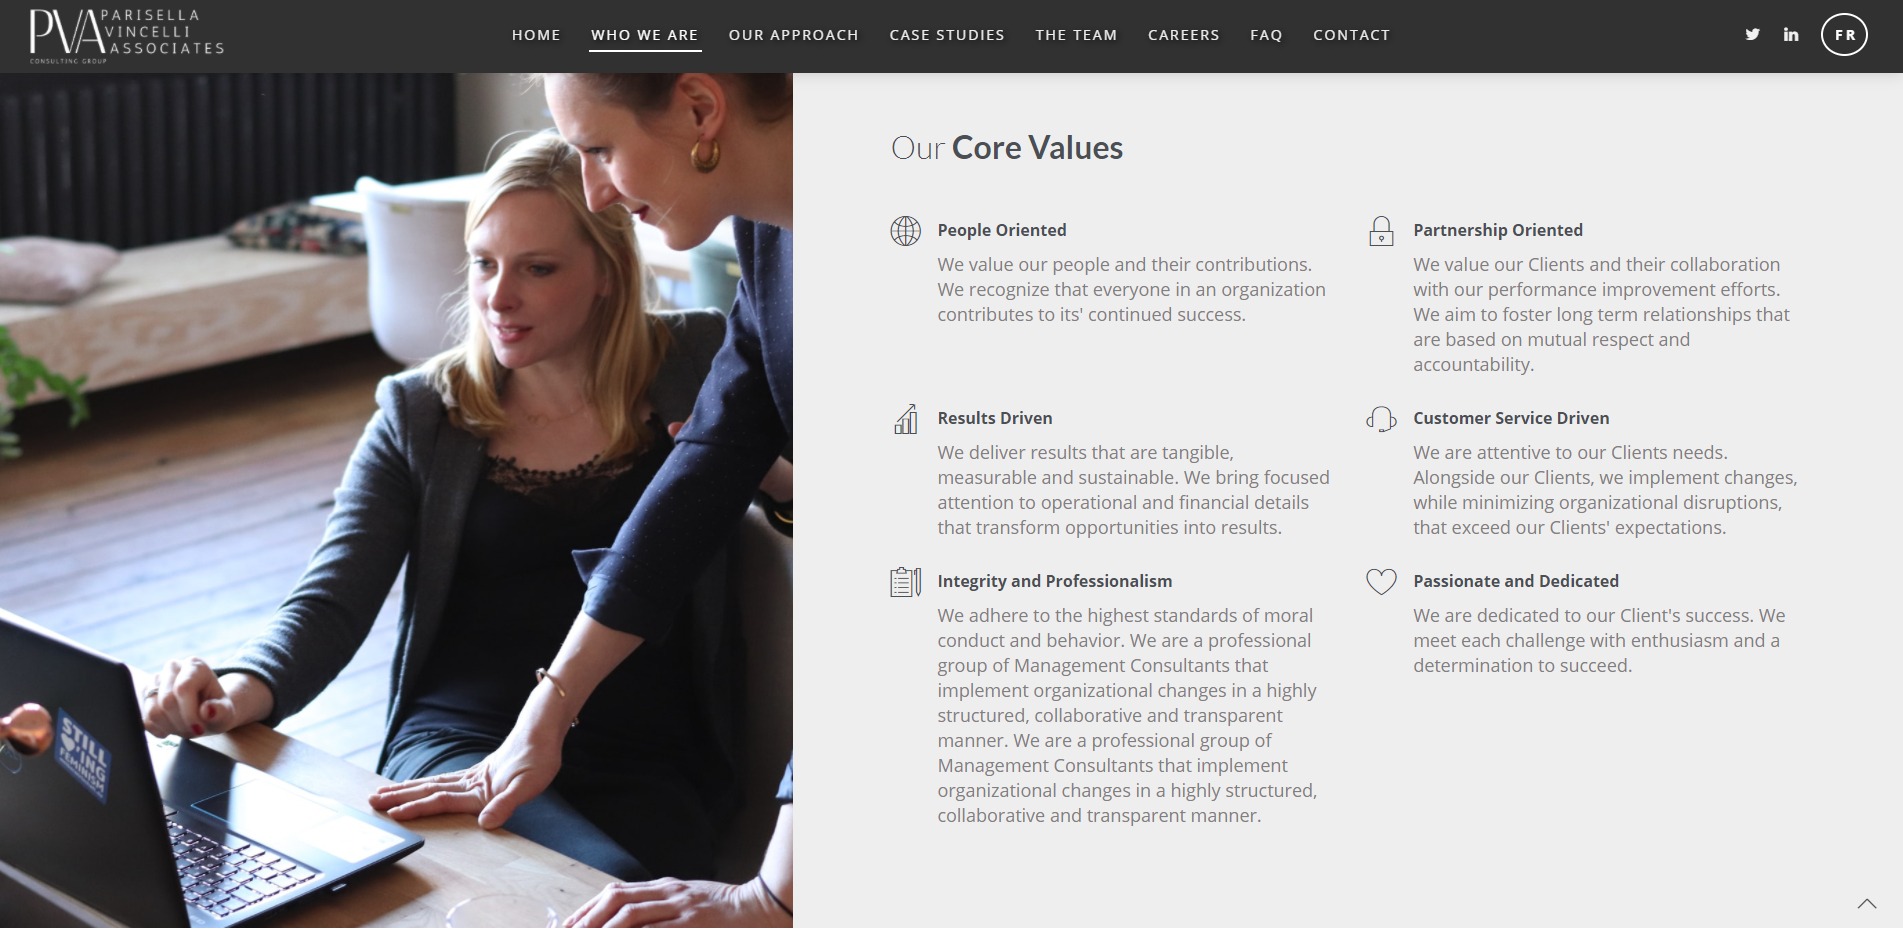 PARISELLA
PVA VINCELLI
ASSOCIATES
CONSULTING GROUP
HOME WHO WE ARE OUR APPROACH CASE STUDIES THE TEAM CAREERS FAQ CONTACT
in FR
Our Core Values
People Oriented
We value our people and their contributions.
We recognize that everyone in an organization
contributes to its' continued success.
Partnership Oriented
We value our Clients and their collaboration
with our performance improvement efforts.
We aim to foster long term relationships that
are based on mutual respect and
accountability.
Results Driven
We deliver results that are tangible,
measurable and sustainable. We bring focused
attention to operational and financial details
that transform opportunities into results.
Customer Service Driven
We are attentive to our Clients needs.
Alongside our Clients, we implement changes,
while minimizing organizational disruptions,
that exceed our Clients' expectations.
Integrity and Professionalism
We adhere to the highest standards of moral
conduct and behavior. We are a professional
group of Management Consultants that
implement organizational changes in a highly
structured, collaborative and transparent
manner. We are a professional group of
Management Consultants that implement
organizational changes in a highly structured,
collaborative and transparent manner.
Passionate and Dedicated
We are dedicated to our Client's success. We
meet each challenge with enthusiasm and a
determination to succeed.
STILL
'ING
FEMINISM